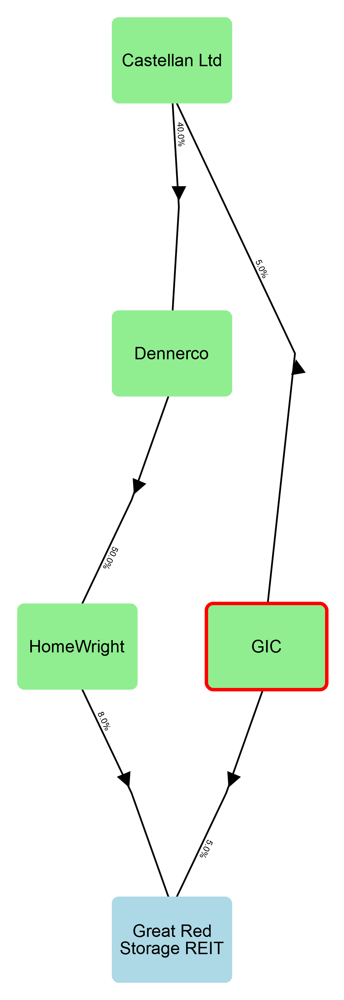 Castellan Ltd
40.0%
5.0%
Dennerco
50.0%
HomeWright
GIC
8.0%
5.0%
Great Red
Storage REIT